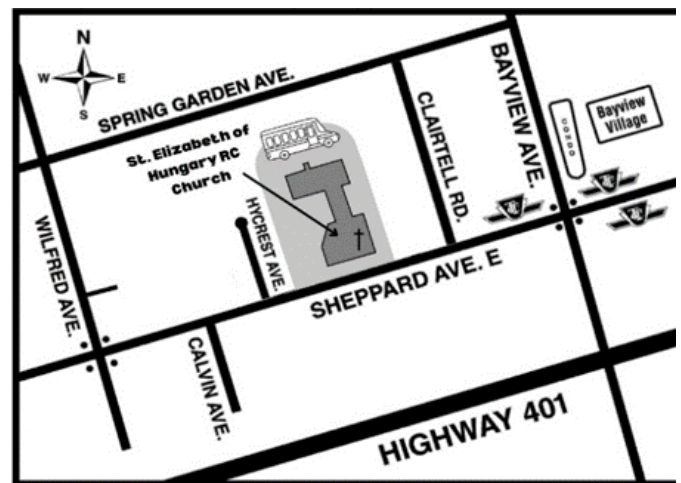 N
W
E
S
SPRING GARDEN AVE.
St. Elizabeth of
Hungary RC
Church
WILFRED AVE.
HYCREST AVE.
CLAIRTELL RD.
BAYVIEW AVE.
CONDO
Bayview
Village
SHEPPARD AVE. E
CALVIN AVE.
HIGHWAY 401